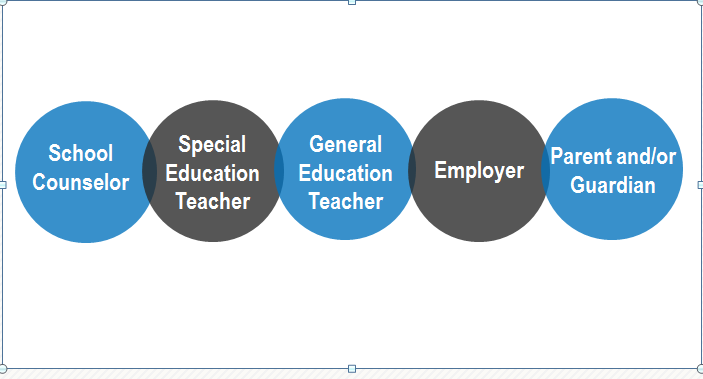 School
Counselor
Special
Education
Teacher
General
Education
Teacher
Employer
Parent and/or
Guardian